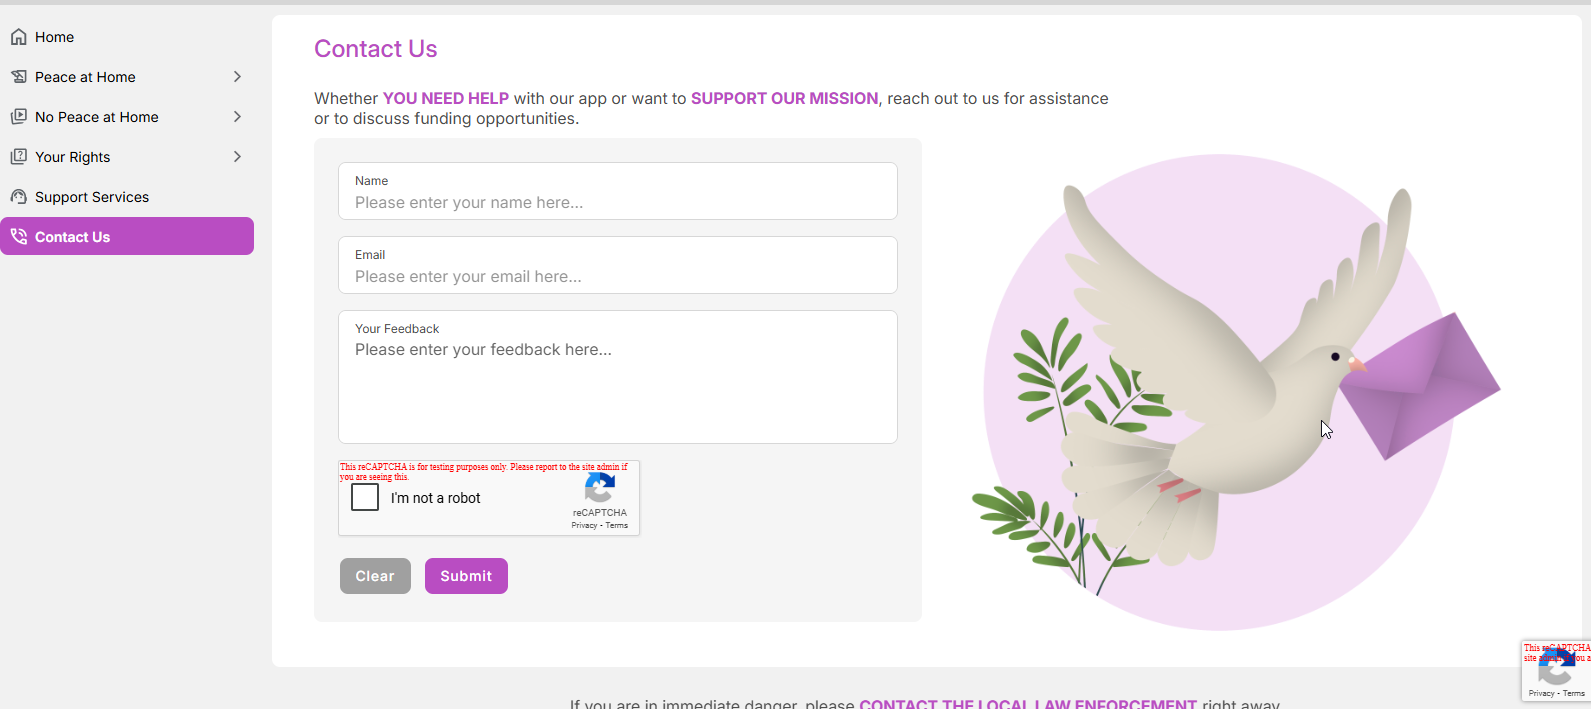 Home
Peace at Home
No Peace at Home
Your Rights
Support Services
Contact Us
Contact Us
Whether YOU NEED HELP with our app or want to SUPPORT OUR MISSION, reach out to us for assistance
or to discuss funding opportunities.
Name
Please enter your name here...
Email
Please enter your email here...
Your Feedback
Please enter your feedback here...
This reCAPTCHA is for testing purposes only. Please report to the site admin if
you are seeing this.
I'm not a robot
reCAPTCHA
Privacy - Terms
Clear
Submit
This reCAPTCHA
site
Privacy - Terms
If you are in immediate danger, please CONTACT THE LOCAL LAW ENFORCEMENT right away